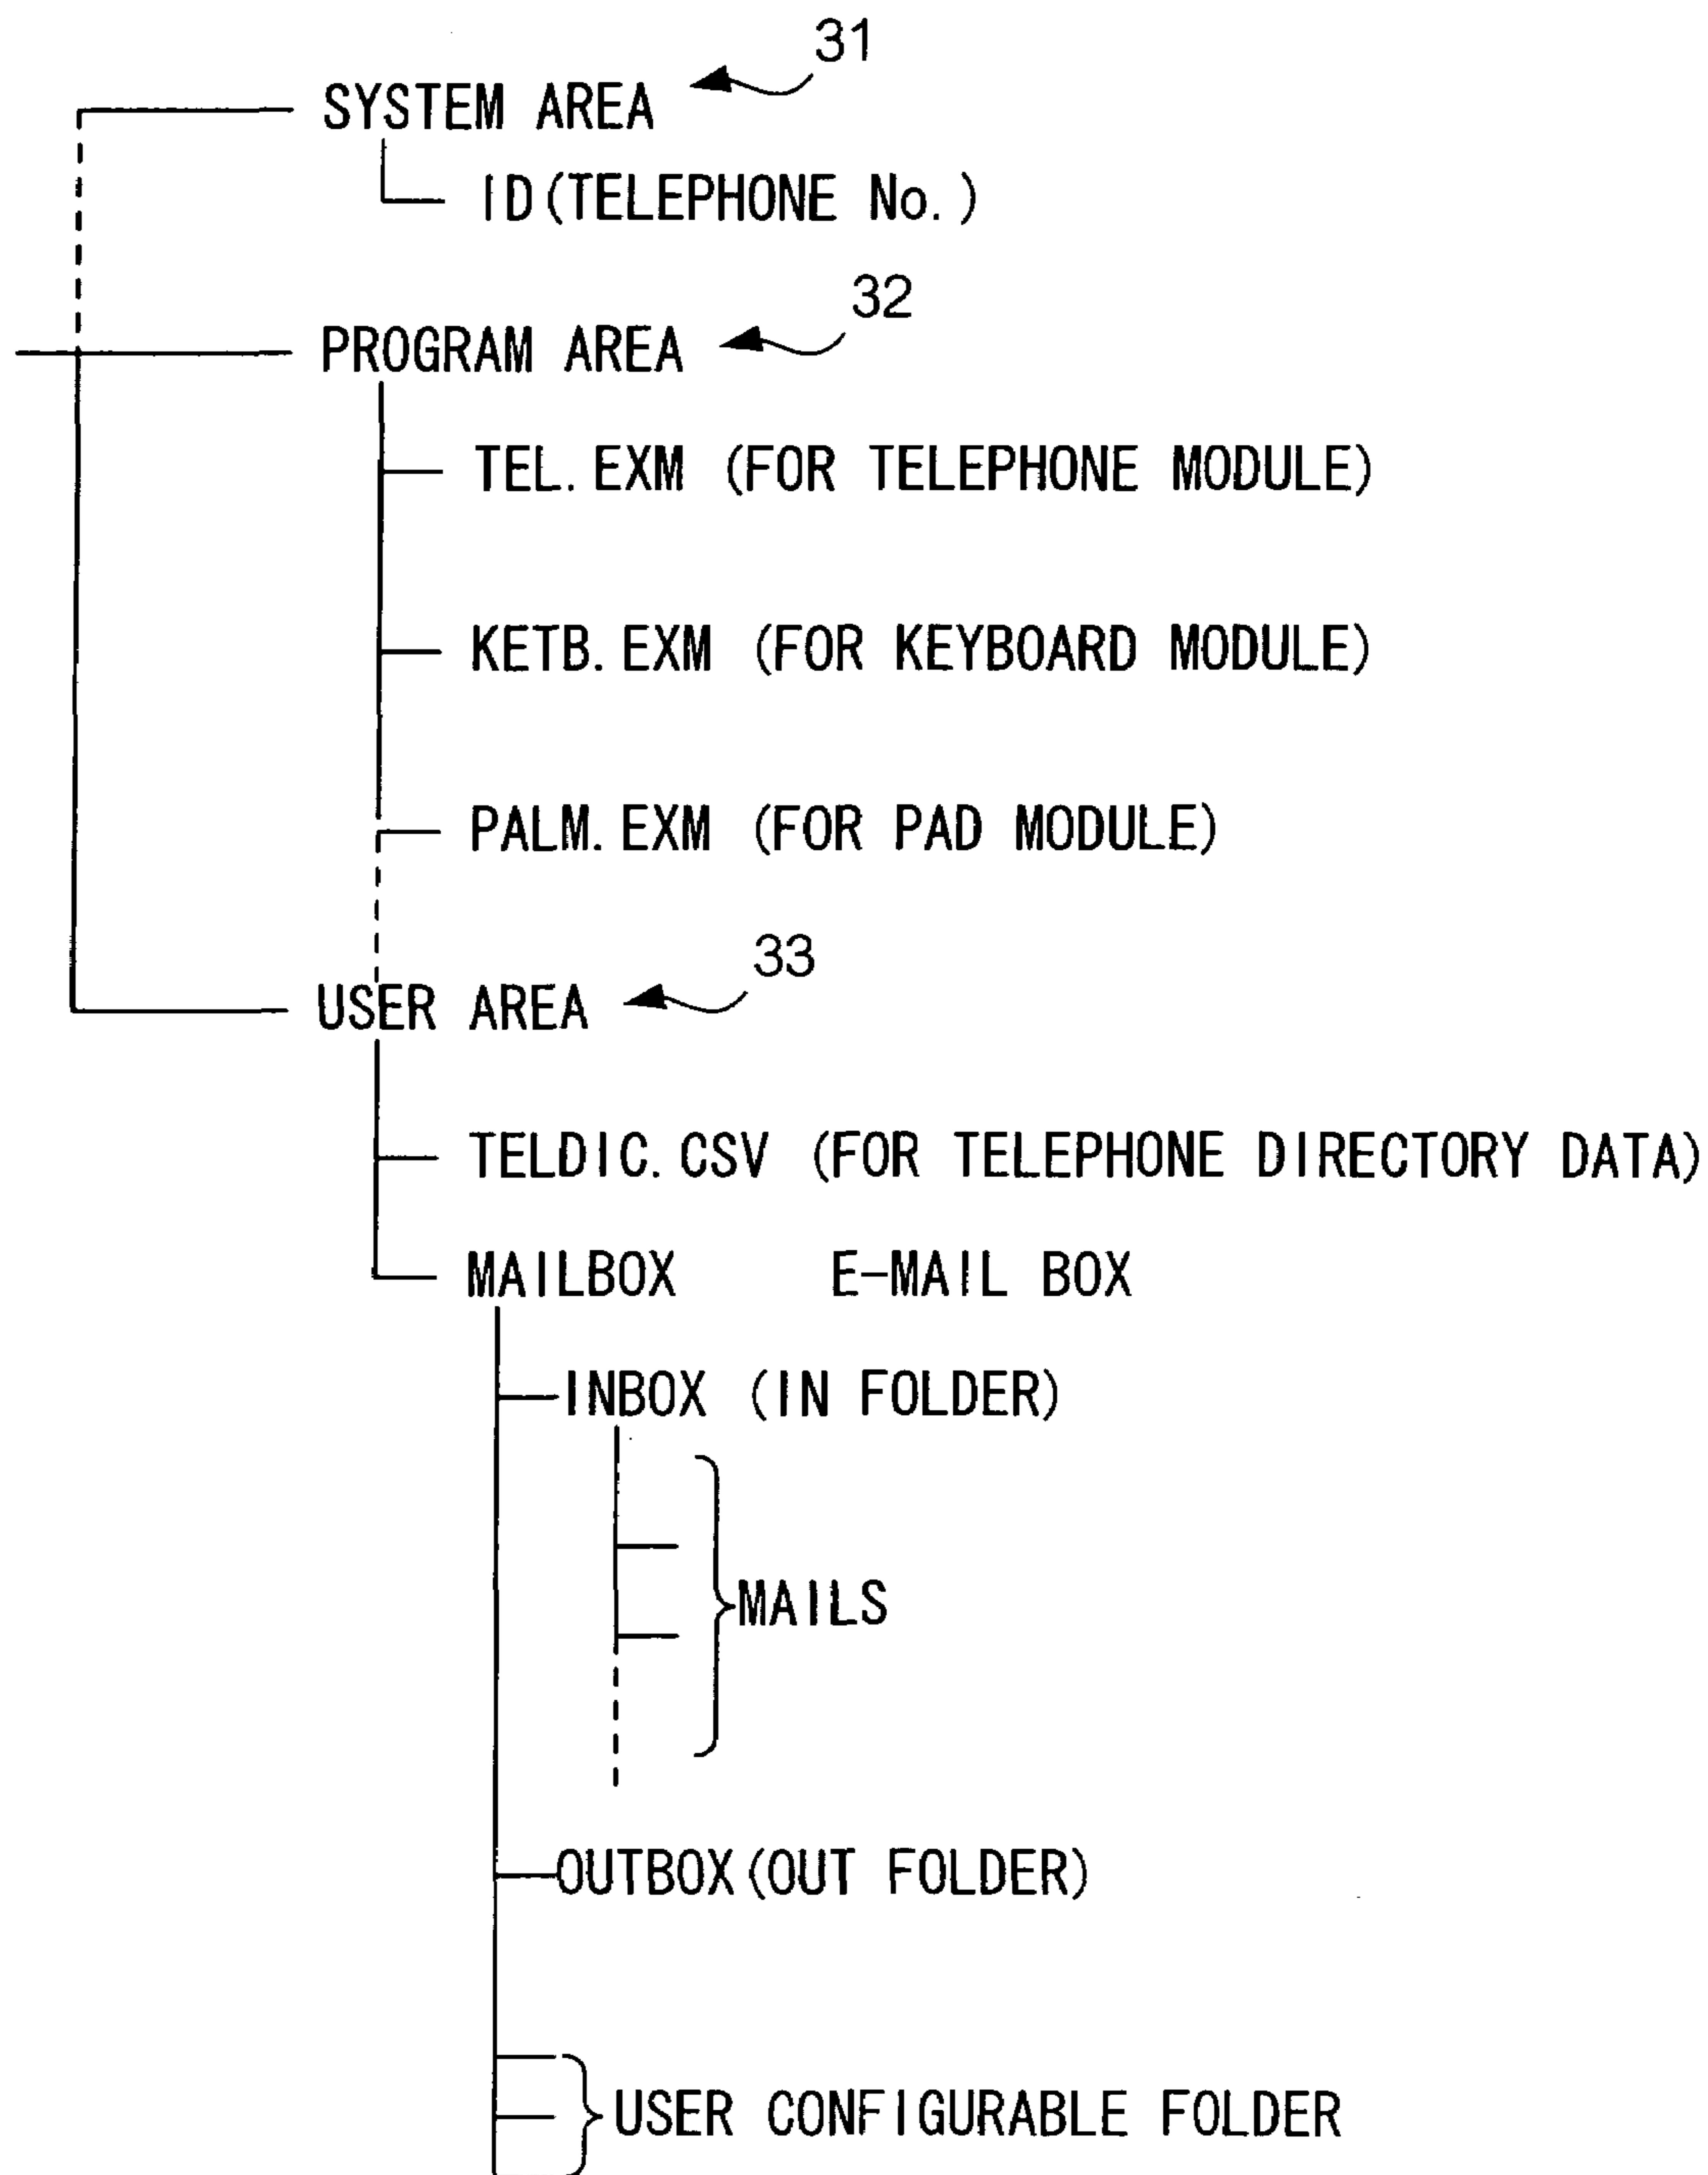 31
SYSTEM AREA
ID(TELEPHONE No.)
32
PROGRAM AREA
TEL.EXM (FOR TELEPHONE MODULE)
KETB.EXM (FOR KEYBOARD MODULE)
PALM.EXM (FOR PAD MODULE)
33
USER AREA
TELDIC.CSV (FOR TELEPHONE DIRECTORY DATA)
MAILBOX E-MAIL BOX
INBOX (IN FOLDER)
MAILS
OUTBOX(OUT FOLDER)
USER CONFIGURABLE FOLDER